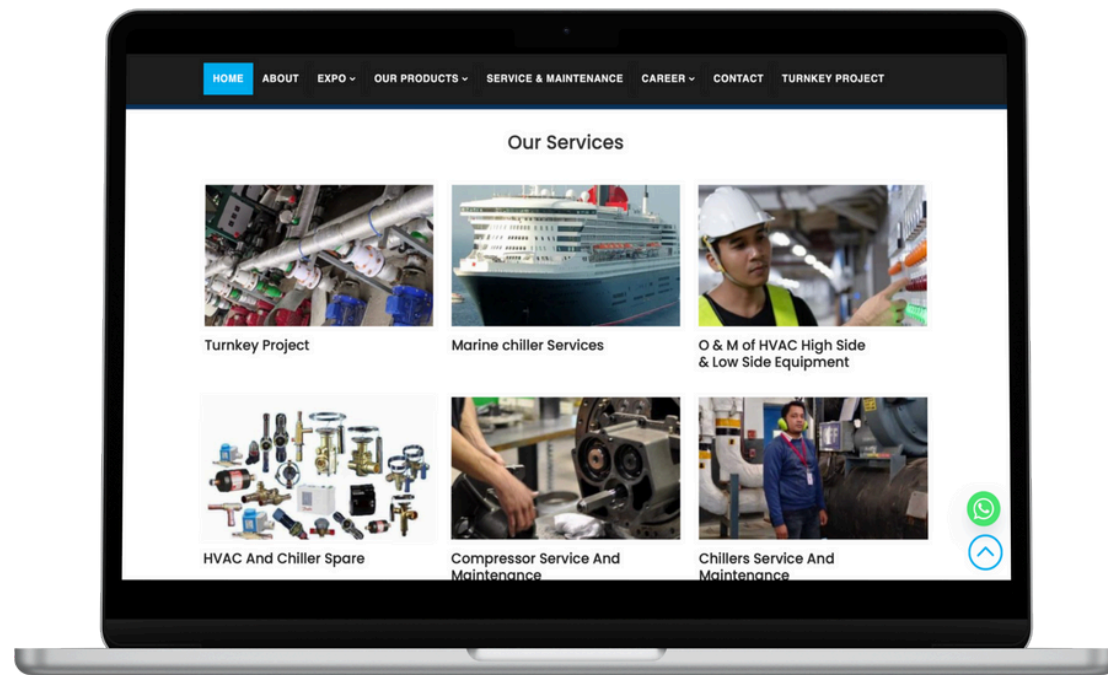 HOME ABOUT EXPO OUR PRODUCTS SERVICE & MAINTENANCE CAREER CONTACT TURNKEY PROJECT
Our Services
Turnkey Project
Marine chiller Services
O & M of HVAC High Side
& Low Side Equipment
HVAC And Chiller Spare
Compressor Service And
Maintenance
Chillers Service And
Maintenance